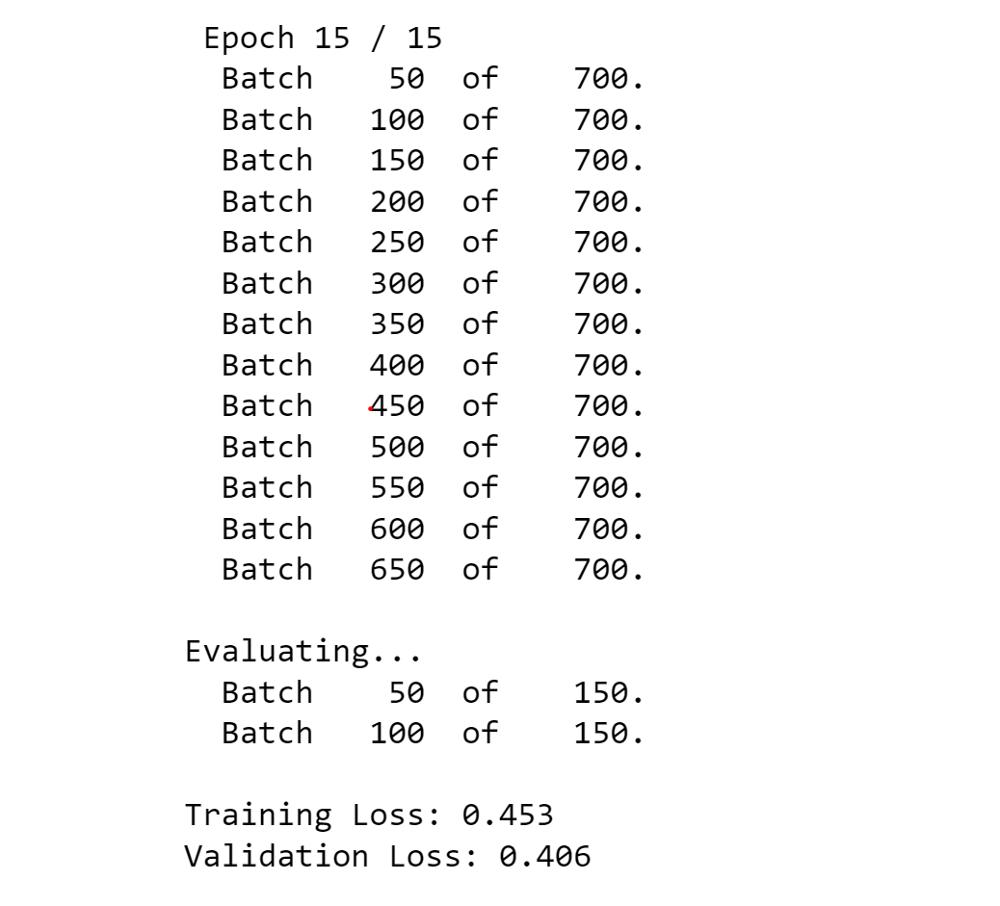 Epoch 15 / 15
Batch 50 of 700.
Batch 100 of 700.
Batch 150 of 700.
Batch 200 of 700.
Batch 250 of 700.
Batch 300 of 700.
Batch 350 of 700.
Batch 400 of 700.
Batch 450 of 700.
Batch 500 of 700.
Batch 550 of 700.
Batch 600 of 700.
Batch 650 of 700.
Evaluating...
Batch 50 of 150.
Batch 100 of 150.
Training Loss: 0.453
Validation Loss: 0.406